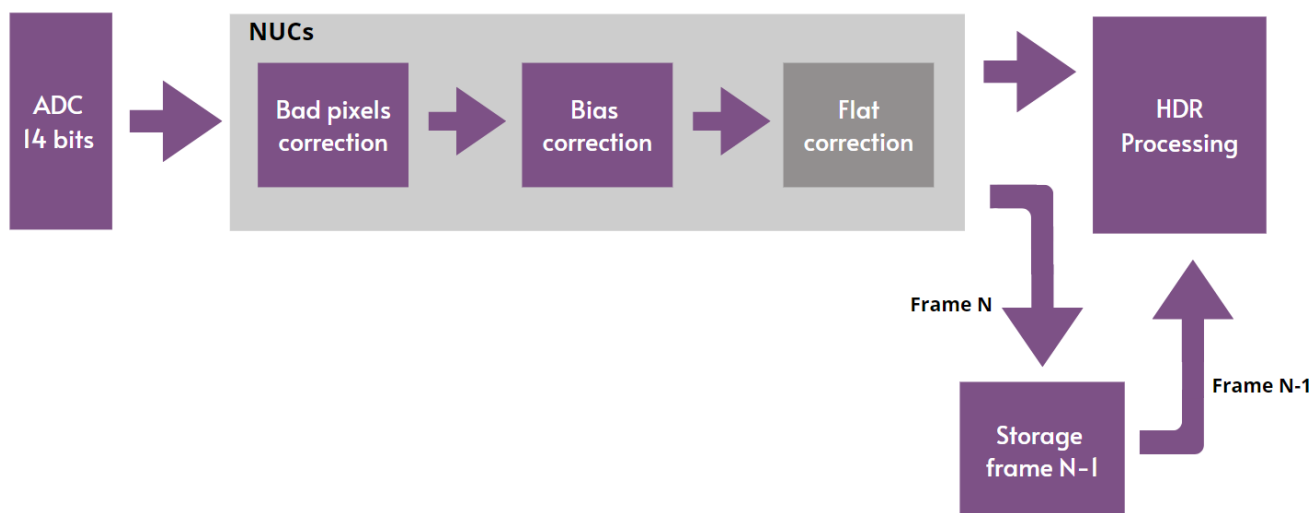 NUCs
ADC
14 bits
Bad pixels
correction
Bias
correction
Flat
correction
HDR
Processing
Frame N
Frame N-1
Storage
frame N-1